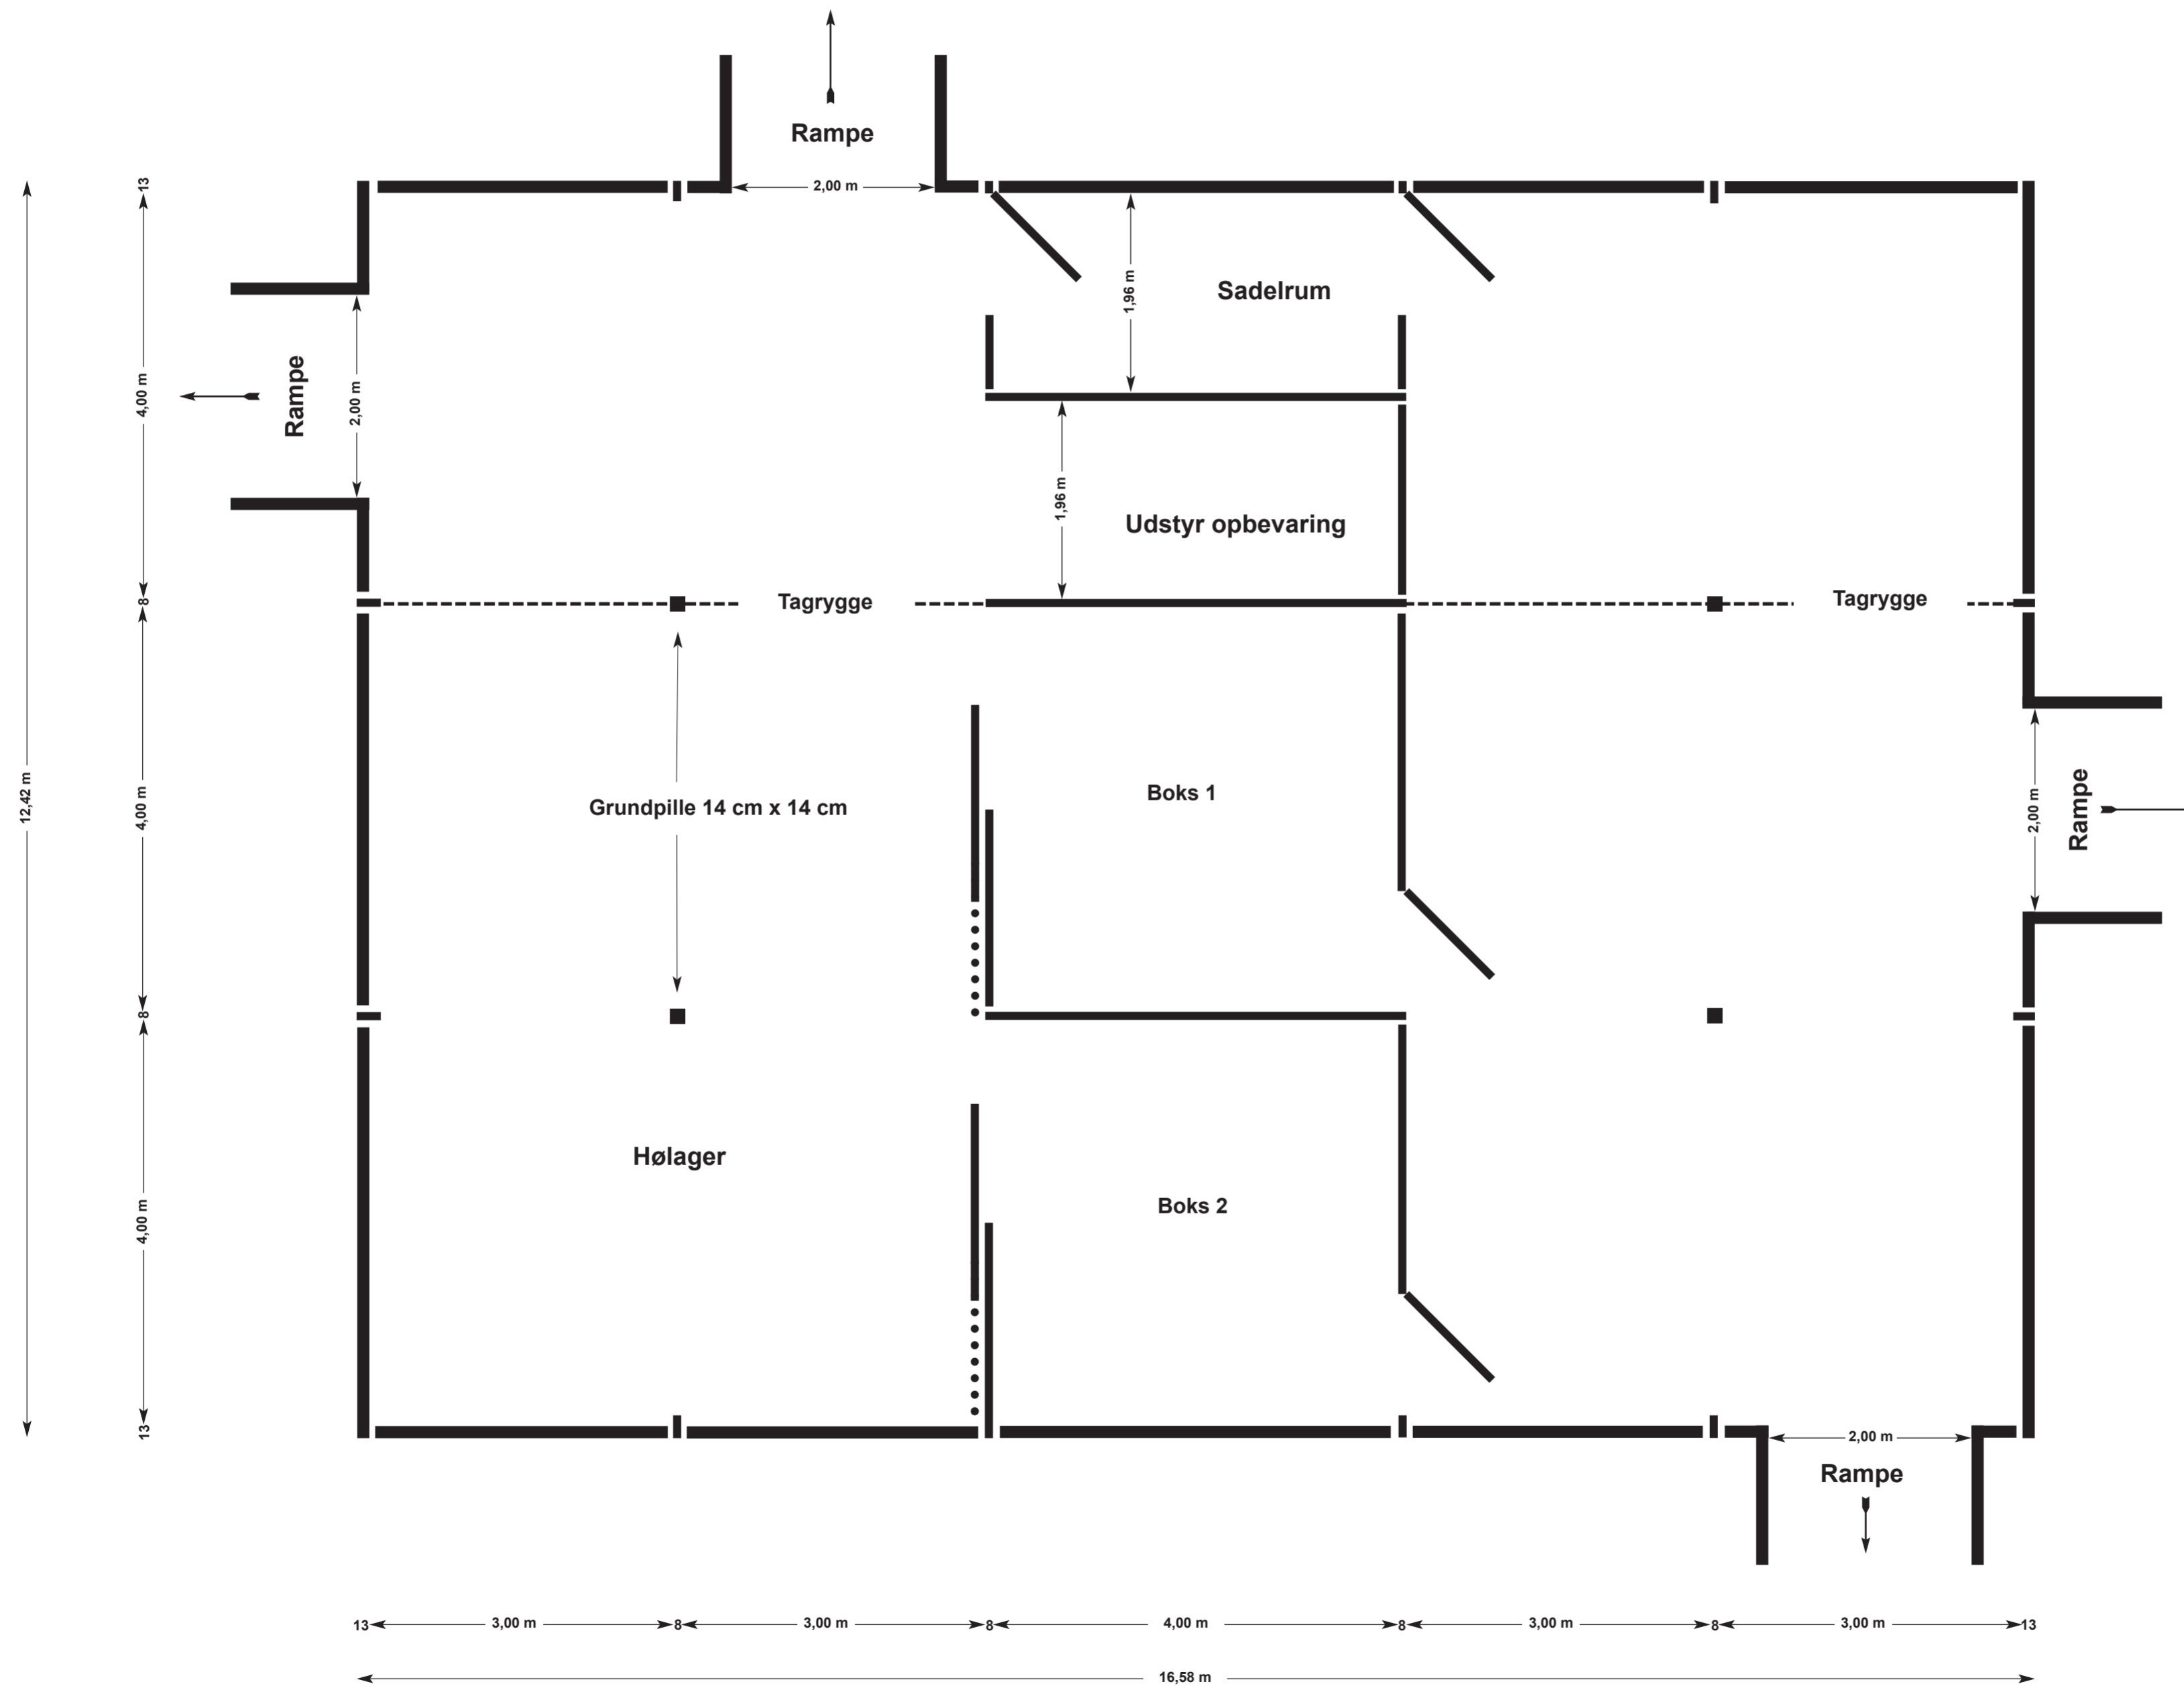 Rampe
13
2,00 m
Sadelrum
1,96 m
4,00 m
Rampe
2,00 m
1,96 m
Udstyr opbevaring
8
Tagrygge
Tagrygge
12,42 m
4,00 m
Grundpille 14 cm x 14 cm
Boks 1
2,00 m
Rampe
8
Hølager
4,00 m
Boks 2
13
2,00 m
Rampe
13
3,00 m
8
3,00 m
8
4,00 m
8
3,00 m
8
3,00 m
13
16,58 m